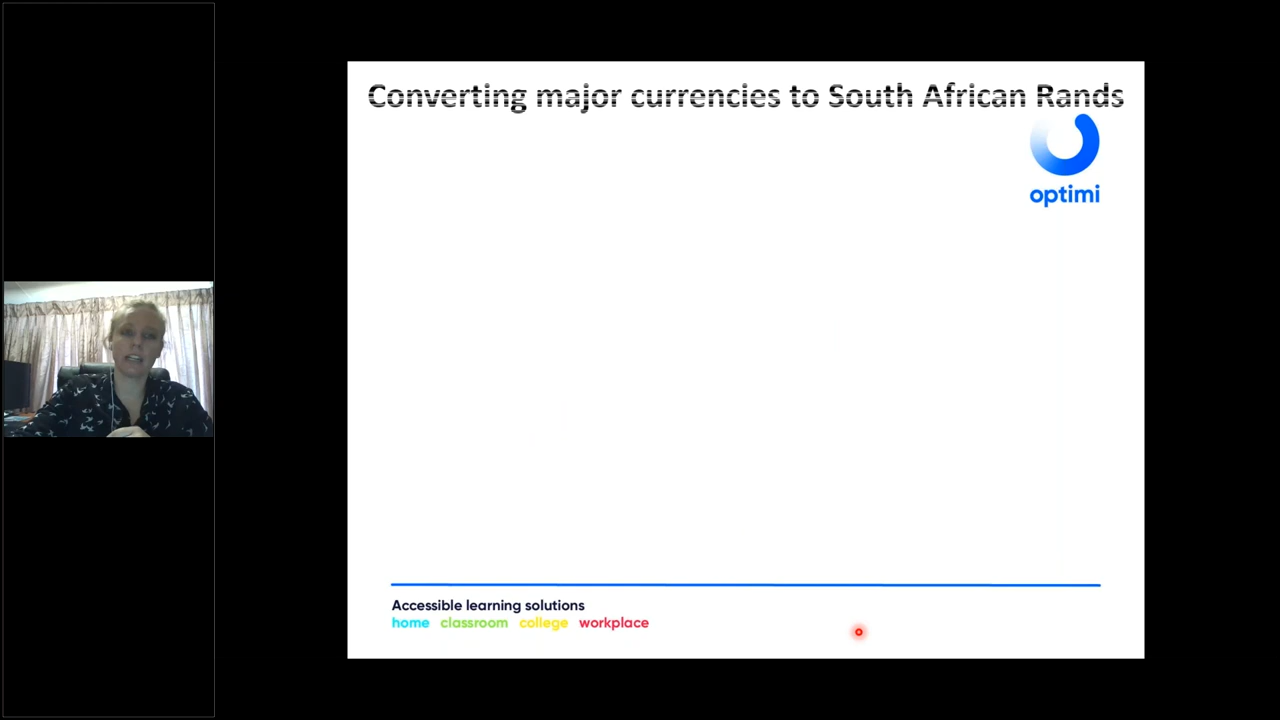 Converting major currencies to South African Rands
optimi
Accessible learning solutions
home classroom college workplace